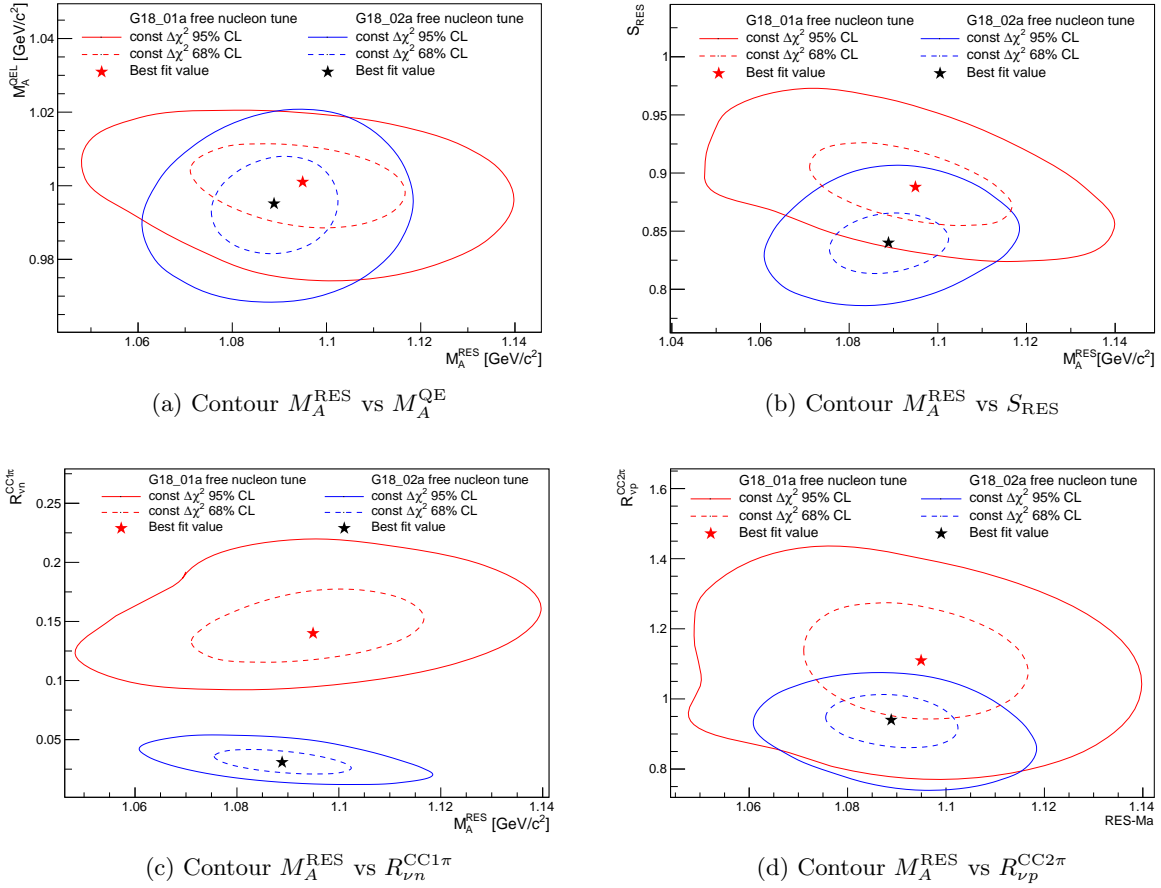 G18_01a free nucleon tune
const Δχ² 95% CL
const Δχ² 68% CL
Best fit value
G18_02a free nucleon tune
const Δχ² 95% CL
const Δχ² 68% CL
Best fit value
M_A^QEL [GeV/c²]
1.04
1.02
1
0.98
1.06 1.08 1.1 1.12 1.14
M_A^RES [GeV/c²]
(a) Contour M_A^RES vs M_A^QE
G18_01a free nucleon tune
const Δχ² 95% CL
const Δχ² 68% CL
Best fit value
G18_02a free nucleon tune
const Δχ² 95% CL
const Δχ² 68% CL
Best fit value
S_RES
1
0.95
0.9
0.85
0.8
1.04 1.06 1.08 1.1 1.12 1.14
M_A^RES[GeV/c²]
(b) Contour M_A^RES vs S_RES
G18_01a free nucleon tune
const Δχ² 95% CL
const Δχ² 68% CL
Best fit value
G18_02a free nucleon tune
const Δχ² 95% CL
const Δχ² 68% CL
Best fit value
R_νn^CC1π
0.25
0.2
0.15
0.1
0.05
1.06 1.08 1.1 1.12 1.14
M_A^RES [GeV/c²]
(c) Contour M_A^RES vs R_νn^CC1π
G18_01a free nucleon tune
const Δχ² 95% CL
const Δχ² 68% CL
Best fit value
G18_02a free nucleon tune
const Δχ² 95% CL
const Δχ² 68% CL
Best fit value
R_νp^CC2π
1.6
1.4
1.2
1
0.8
1.06 1.08 1.1 1.12 1.14
RES-Ma
(d) Contour M_A^RES vs R_νp^CC2π